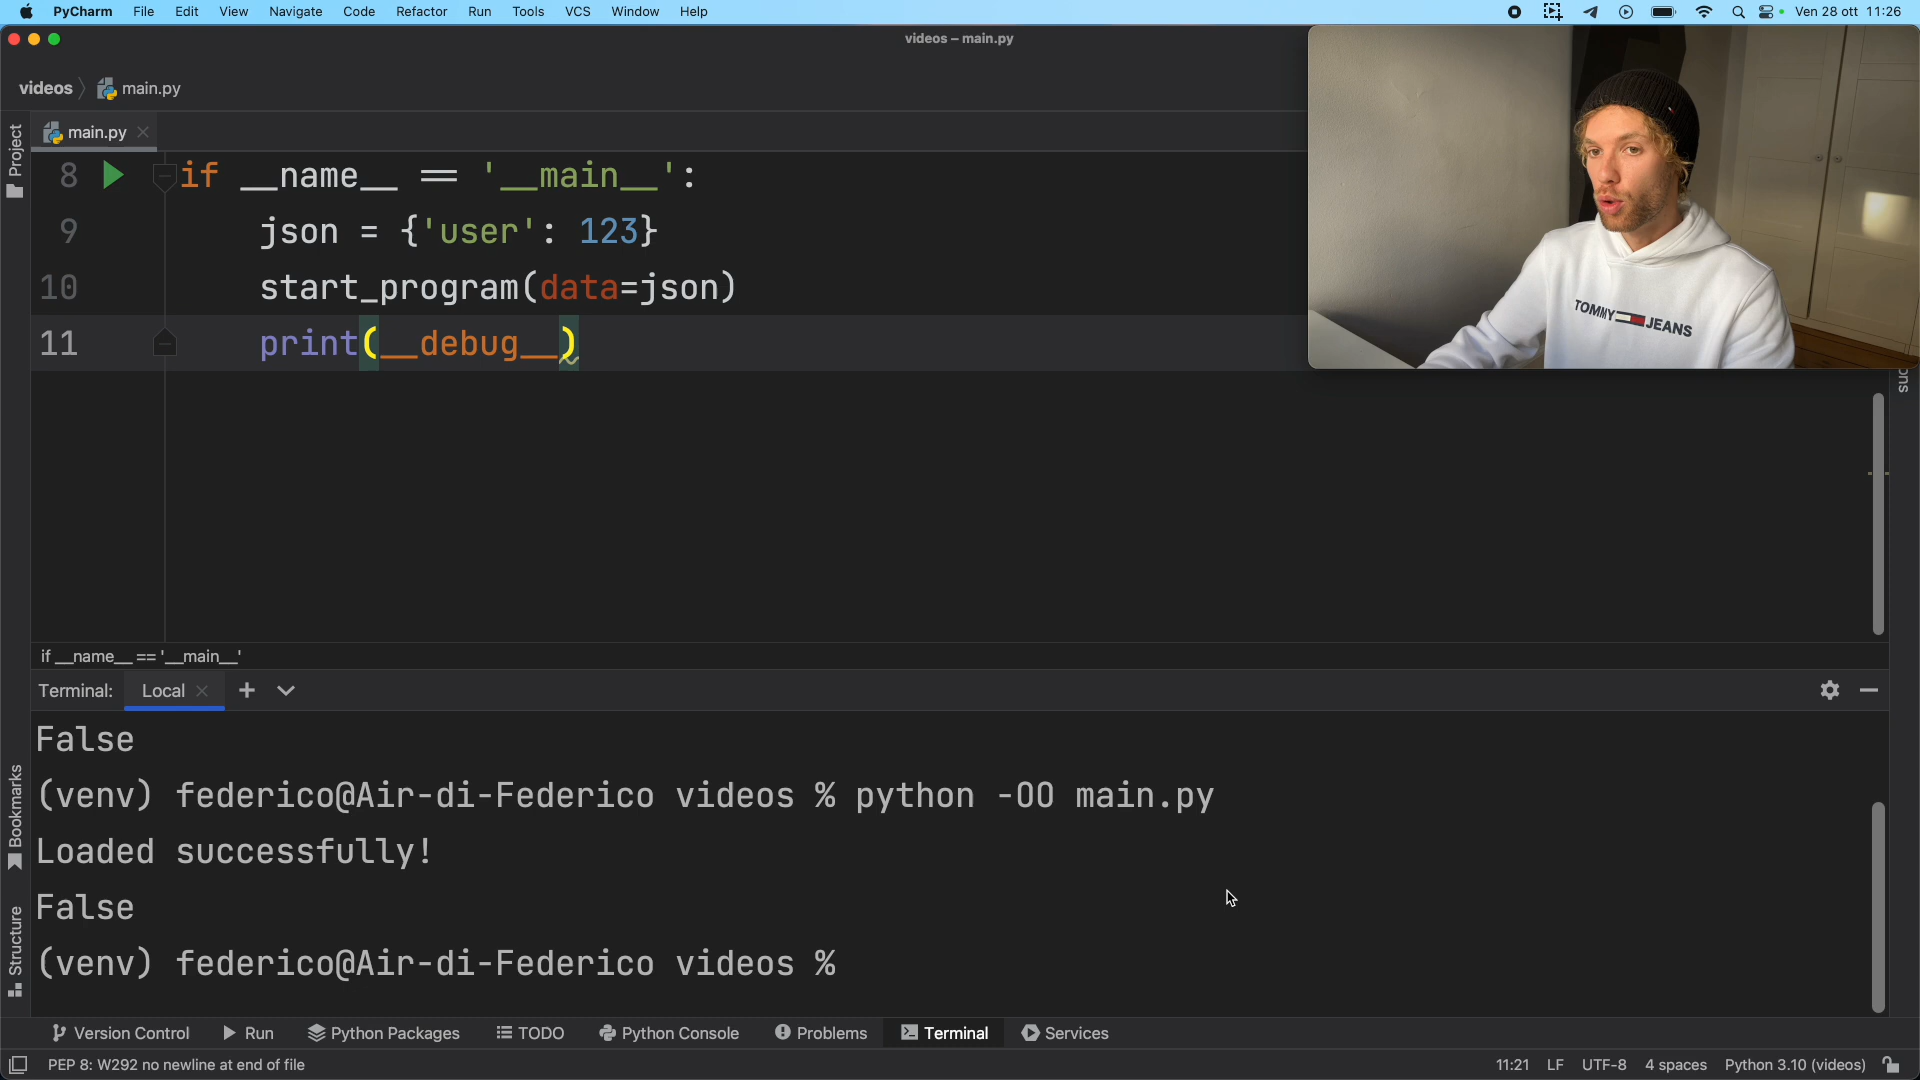 PyCharm File Edit View Navigate Code Refactor Run Tools VCS Window Help Ven 28 ott 11:26
videos – main.py
videos main.py
Project
main.py
8 if __name__ == '__main__':
9 json = {'user': 123}
10 start_program(data=json)
11 print(__debug__)
TOMMY JEANS
if __name__ == '__main__'
Terminal: Local
False
(venv) federico@Air-di-Federico videos % python -OO main.py
Loaded successfully!
False
(venv) federico@Air-di-Federico videos %
Bookmarks
Structure
Version Control Run Python Packages TODO Python Console Problems Terminal Services
PEP 8: W292 no newline at end of file 11:21 LF UTF-8 4 spaces Python 3.10 (videos)